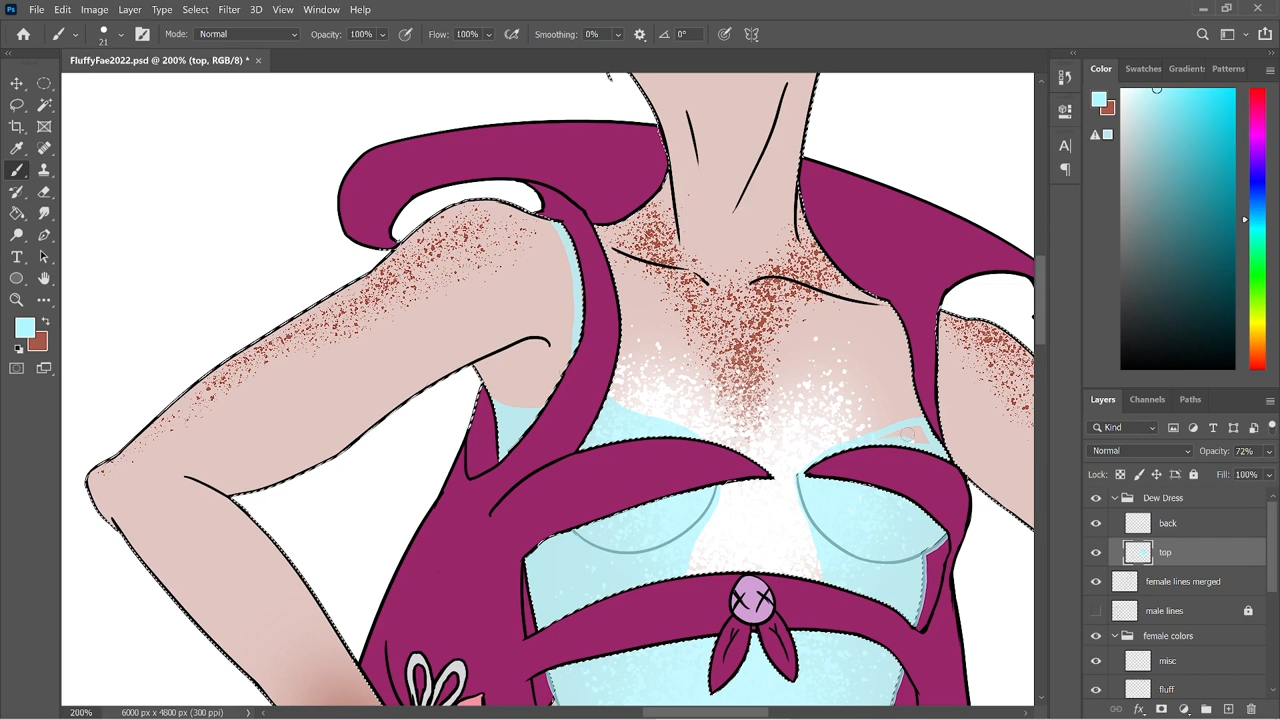 Ps File Edit Image Layer Type Select Filter 3D View Window Help
21 Mode: Normal Opacity: 100% Flow: 100% Smoothing: 0% 0°
FluffyFae2022.psd @ 200% (top, RGB/8) * ×
Color Swatches Gradient: Patterns
Layers Channels Paths
Kind
Normal Opacity: 72%
Lock: Fill: 100%
Dew Dress
back
top
female lines merged
male lines
female colors
misc
fluff
200% 6000 px x 4800 px (300 ppi)